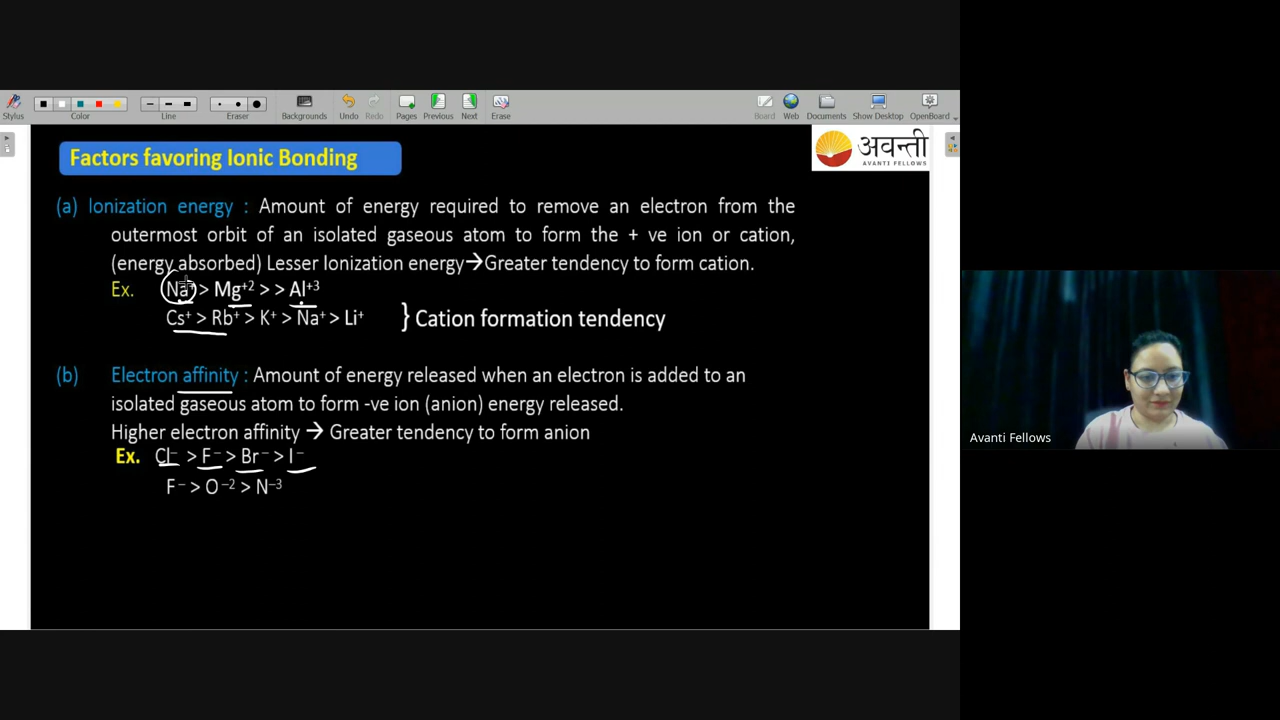 Stylus
Color
Line
Eraser
Backgrounds
Undo
Redo
Pages
Previous
Next
Erase
Board
Web
Documents
Show Desktop
OpenBoard
Factors favoring Ionic Bonding
अवन्ती
AVANTI FELLOWS
(a) Ionization energy : Amount of energy required to remove an electron from the
outermost orbit of an isolated gaseous atom to form the + ve ion or cation,
(energy absorbed) Lesser Ionization energy→Greater tendency to form cation.
Ex. Na⁺ > Mg⁺² > > Al⁺³
Cs⁺ > Rb⁺ > K⁺ > Na⁺ > Li⁺ } Cation formation tendency
(b) Electron affinity : Amount of energy released when an electron is added to an
isolated gaseous atom to form -ve ion (anion) energy released.
Higher electron affinity → Greater tendency to form anion
Ex. Cl⁻ > F⁻ > Br⁻ > I⁻
F⁻ > O⁻² > N⁻³
Avanti Fellows